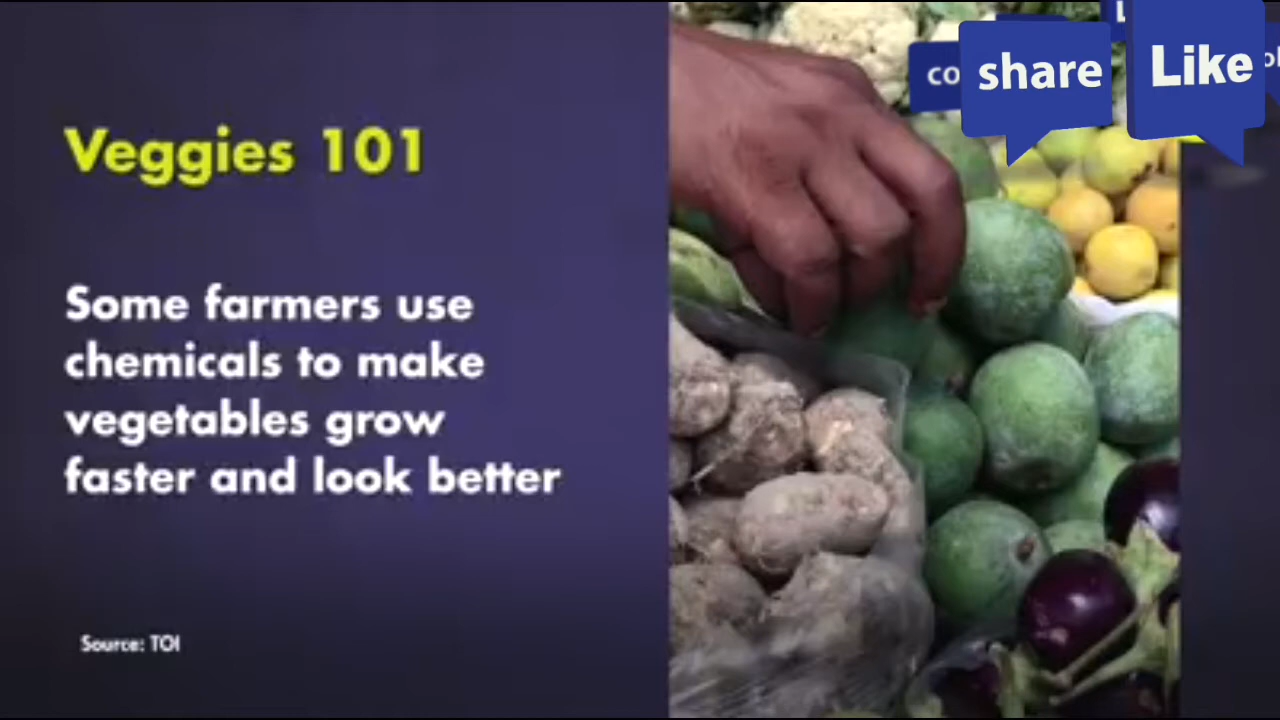 Veggies 101
Some farmers use
chemicals to make
vegetables grow
faster and look better
Source: TOI
share
Like